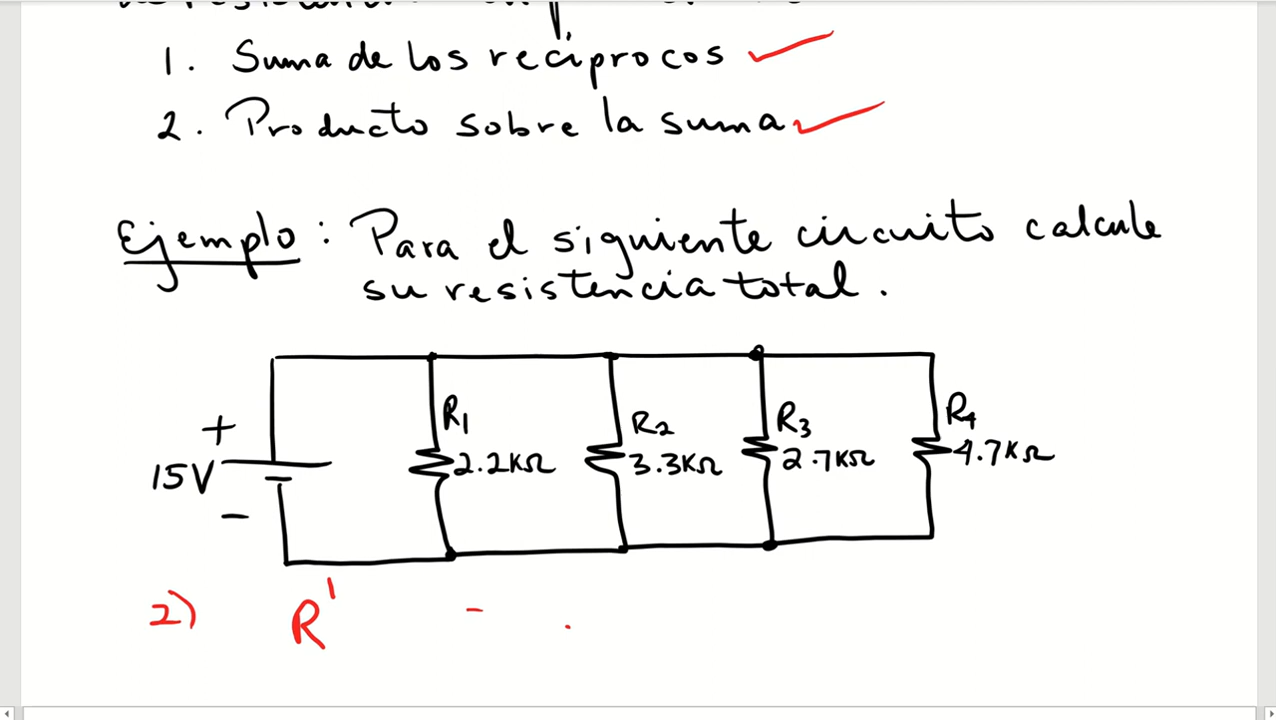 1. Suma de los recíprocos
2. Producto sobre la suma
Ejemplo: Para el siguiente circuito calcule
su resistencia total.
+
15V
-
R1
2.2KΩ
R2
3.3KΩ
R3
2.7KΩ
R4
4.7KΩ
2) R' =